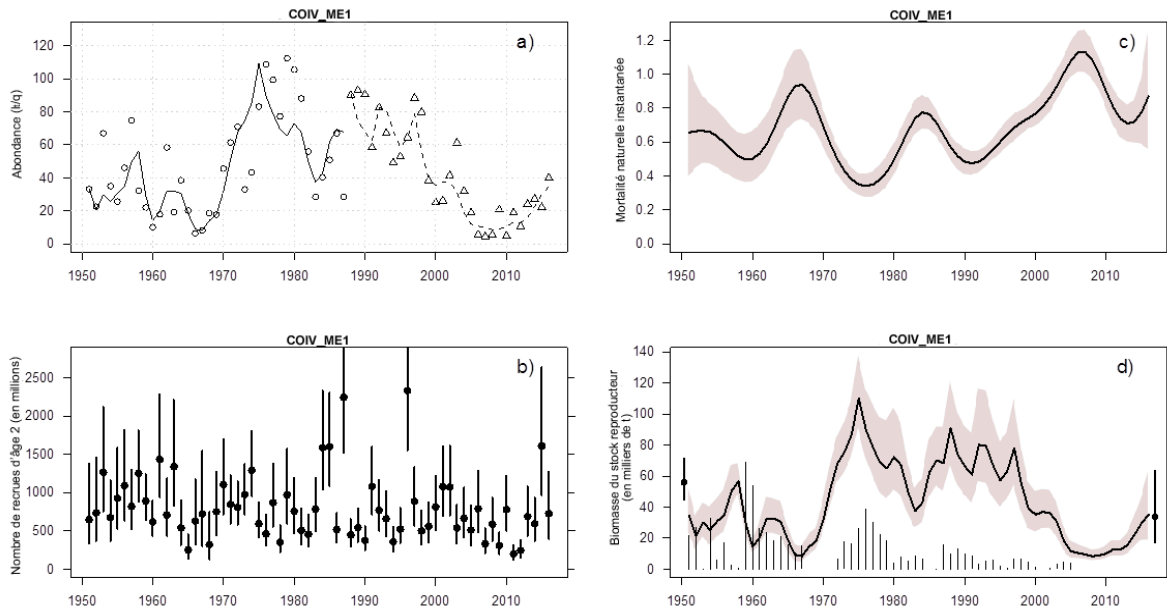 COIV_ME1
a)
Abondance (k/q)
120
100
80
60
40
20
0
1950 1960 1970 1980 1990 2000 2010
COIV_ME1
c)
Mortalité naturelle instantanée
1.2
1.0
0.8
0.6
0.4
0.2
0.0
1950 1960 1970 1980 1990 2000 2010
COIV_ME1
b)
Nombre de recrues d'âge 2 (en millions)
2500
2000
1500
1000
500
0
1950 1960 1970 1980 1990 2000 2010
COIV_ME1
d)
Biomasse du stock reproducteur
(en milliers de t)
140
120
100
80
60
40
20
0
1950 1960 1970 1980 1990 2000 2010